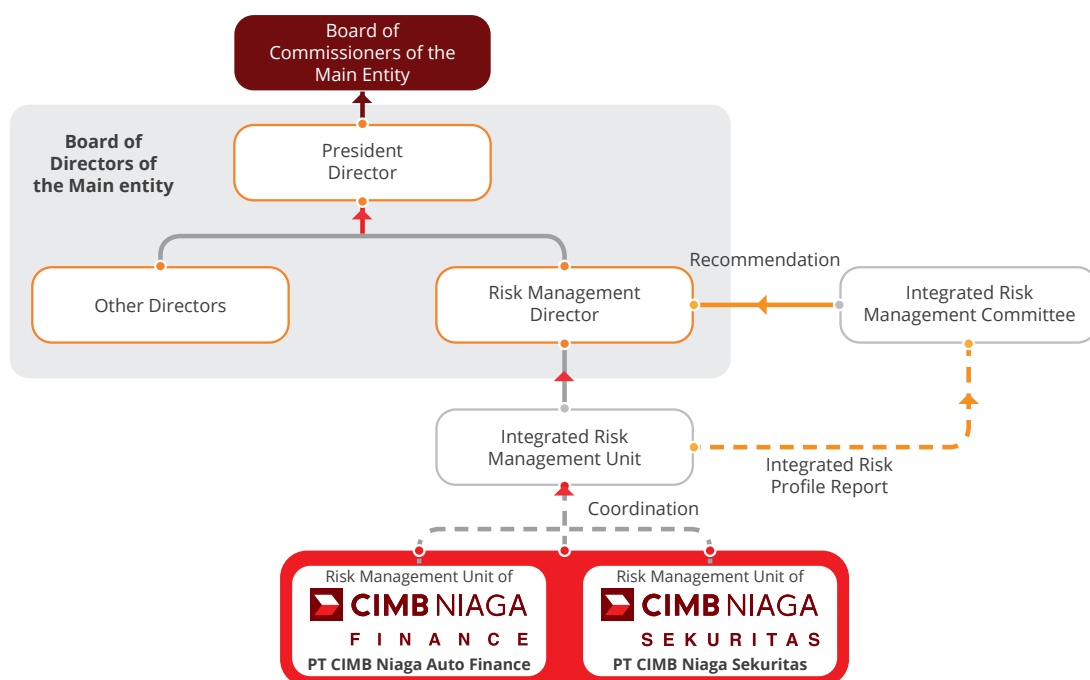 Board of
Commissioners of the
Main Entity
Board of
Directors of
the Main entity
President
Director
Other Directors
Risk Management
Director
Recommendation
Integrated Risk
Management Committee
Integrated Risk
Management Unit
Integrated Risk
Profile Report
Coordination
Risk Management Unit of
CIMB NIAGA
FINANCE
PT CIMB Niaga Auto Finance
Risk Management Unit of
CIMB NIAGA
SEKURITAS
PT CIMB Niaga Sekuritas